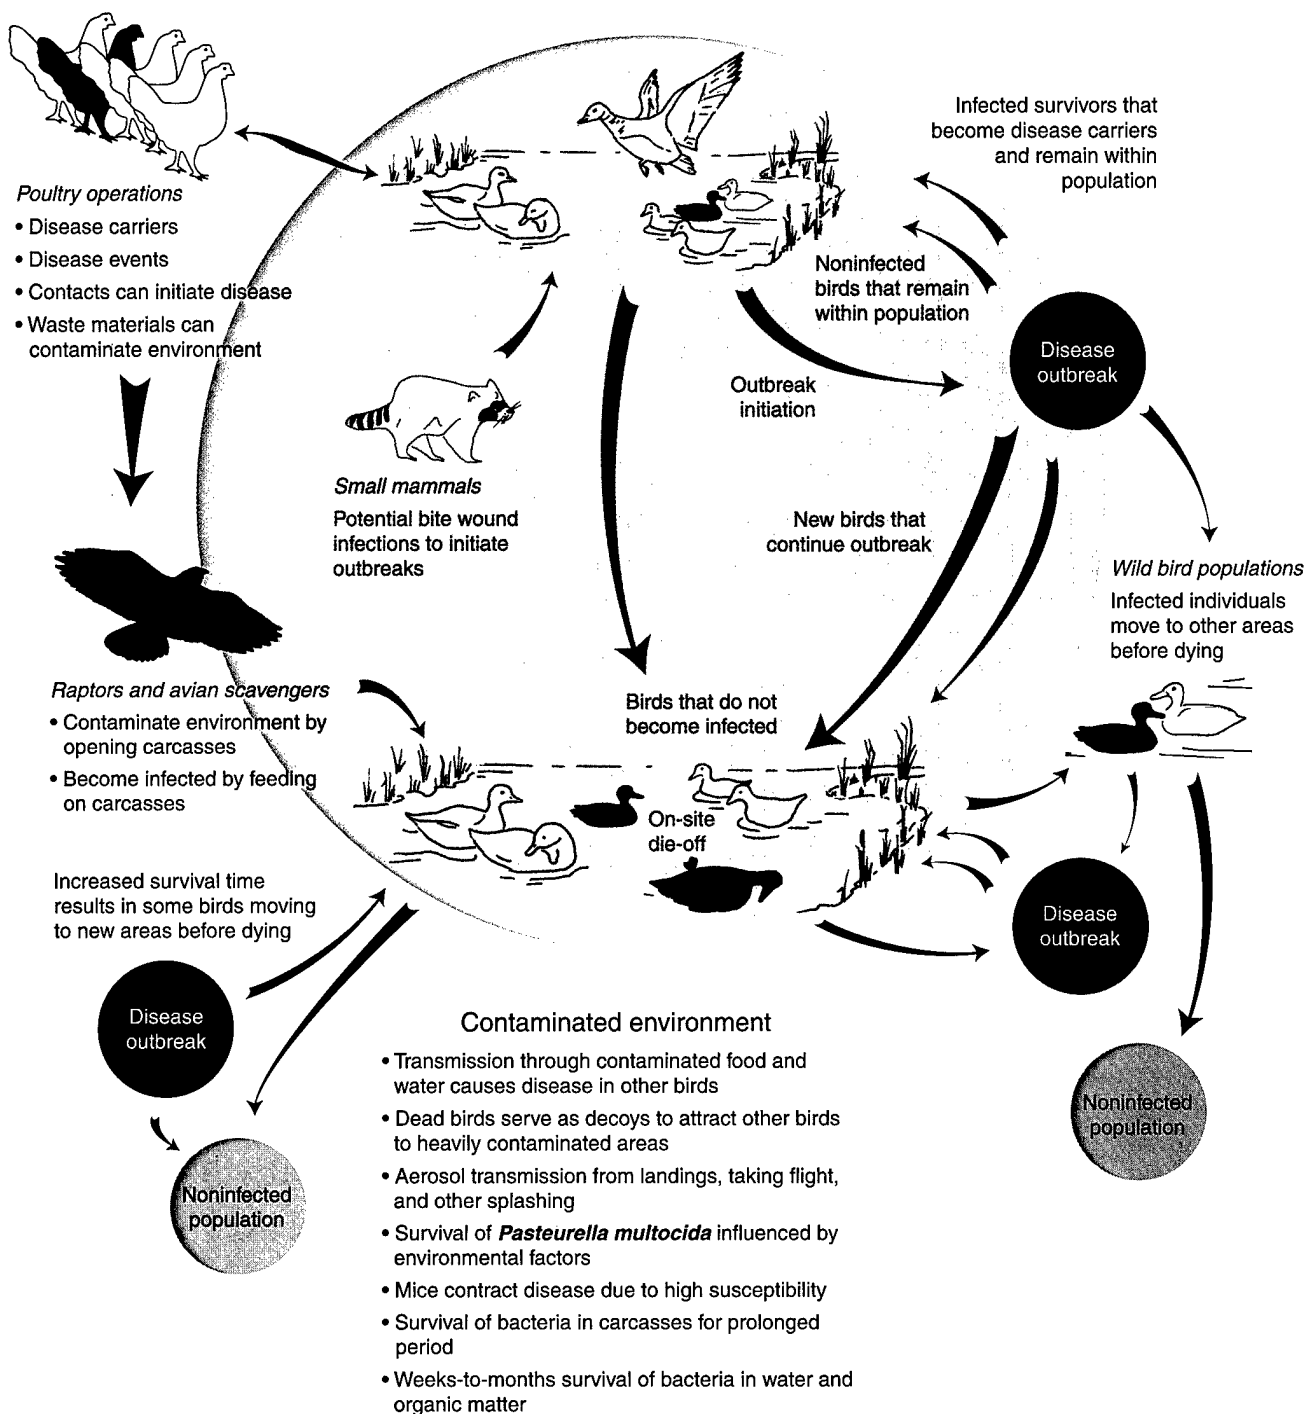 Infected survivors that
become disease carriers
and remain within
population
Poultry operations
• Disease carriers
• Disease events
• Contacts can initiate disease
• Waste materials can
contaminate environment
Noninfected
birds that remain
within population
Disease
outbreak
Outbreak
initiation
Small mammals
Potential bite wound
infections to initiate
outbreaks
New birds that
continue outbreak
Wild bird populations
Infected individuals
move to other areas
before dying
Raptors and avian scavengers
• Contaminate environment by
opening carcasses
• Become infected by feeding
on carcasses
Birds that do not
become infected
On-site
die-off
Increased survival time
results in some birds moving
to new areas before dying
Disease
outbreak
Disease
outbreak
Noninfected
population
Noninfected
population
Contaminated environment
• Transmission through contaminated food and
water causes disease in other birds
• Dead birds serve as decoys to attract other birds
to heavily contaminated areas
• Aerosol transmission from landings, taking flight,
and other splashing
• Survival of Pasteurella multocida influenced by
environmental factors
• Mice contract disease due to high susceptibility
• Survival of bacteria in carcasses for prolonged
period
• Weeks-to-months survival of bacteria in water and
organic matter